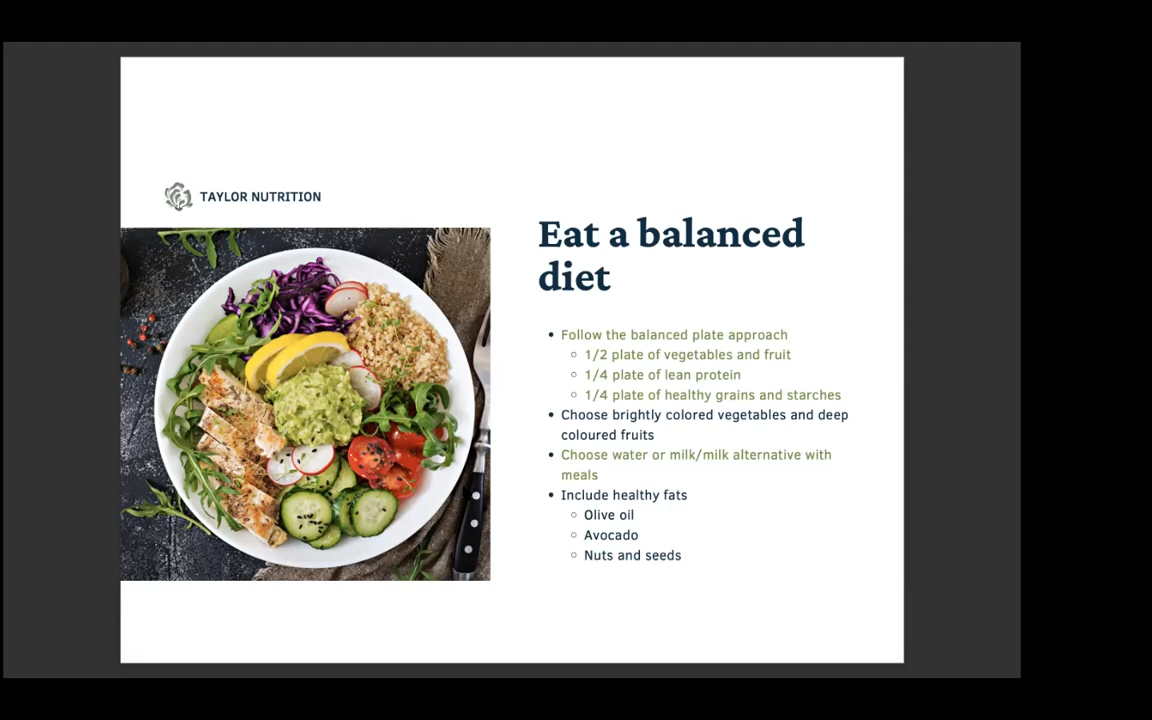 TAYLOR NUTRITION
Eat a balanced
diet
• Follow the balanced plate approach
○ 1/2 plate of vegetables and fruit
○ 1/4 plate of lean protein
○ 1/4 plate of healthy grains and starches
• Choose brightly colored vegetables and deep
coloured fruits
• Choose water or milk/milk alternative with
meals
• Include healthy fats
○ Olive oil
○ Avocado
○ Nuts and seeds